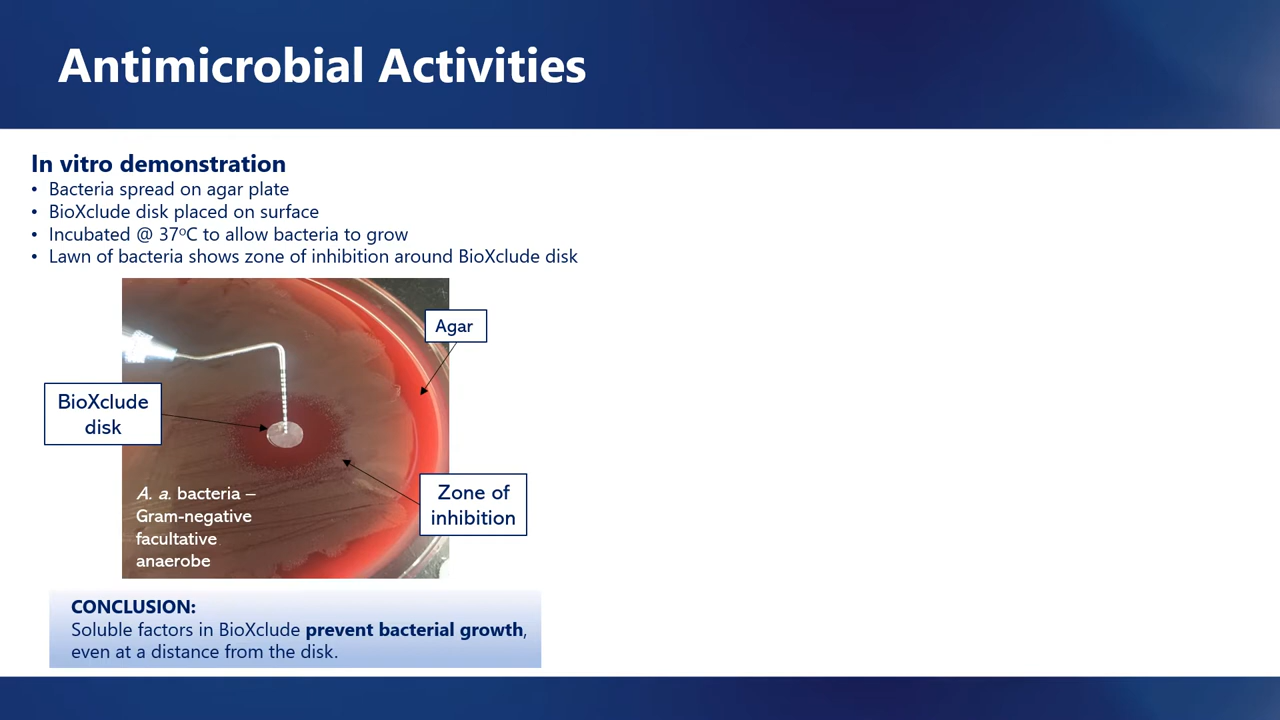 Antimicrobial Activities
In vitro demonstration
• Bacteria spread on agar plate
• BioXclude disk placed on surface
• Incubated @ 37ºC to allow bacteria to grow
• Lawn of bacteria shows zone of inhibition around BioXclude disk
Agar
BioXclude
disk
Zone of
inhibition
A. a. bacteria –
Gram-negative
facultative
anaerobe
CONCLUSION:
Soluble factors in BioXclude prevent bacterial growth,
even at a distance from the disk.